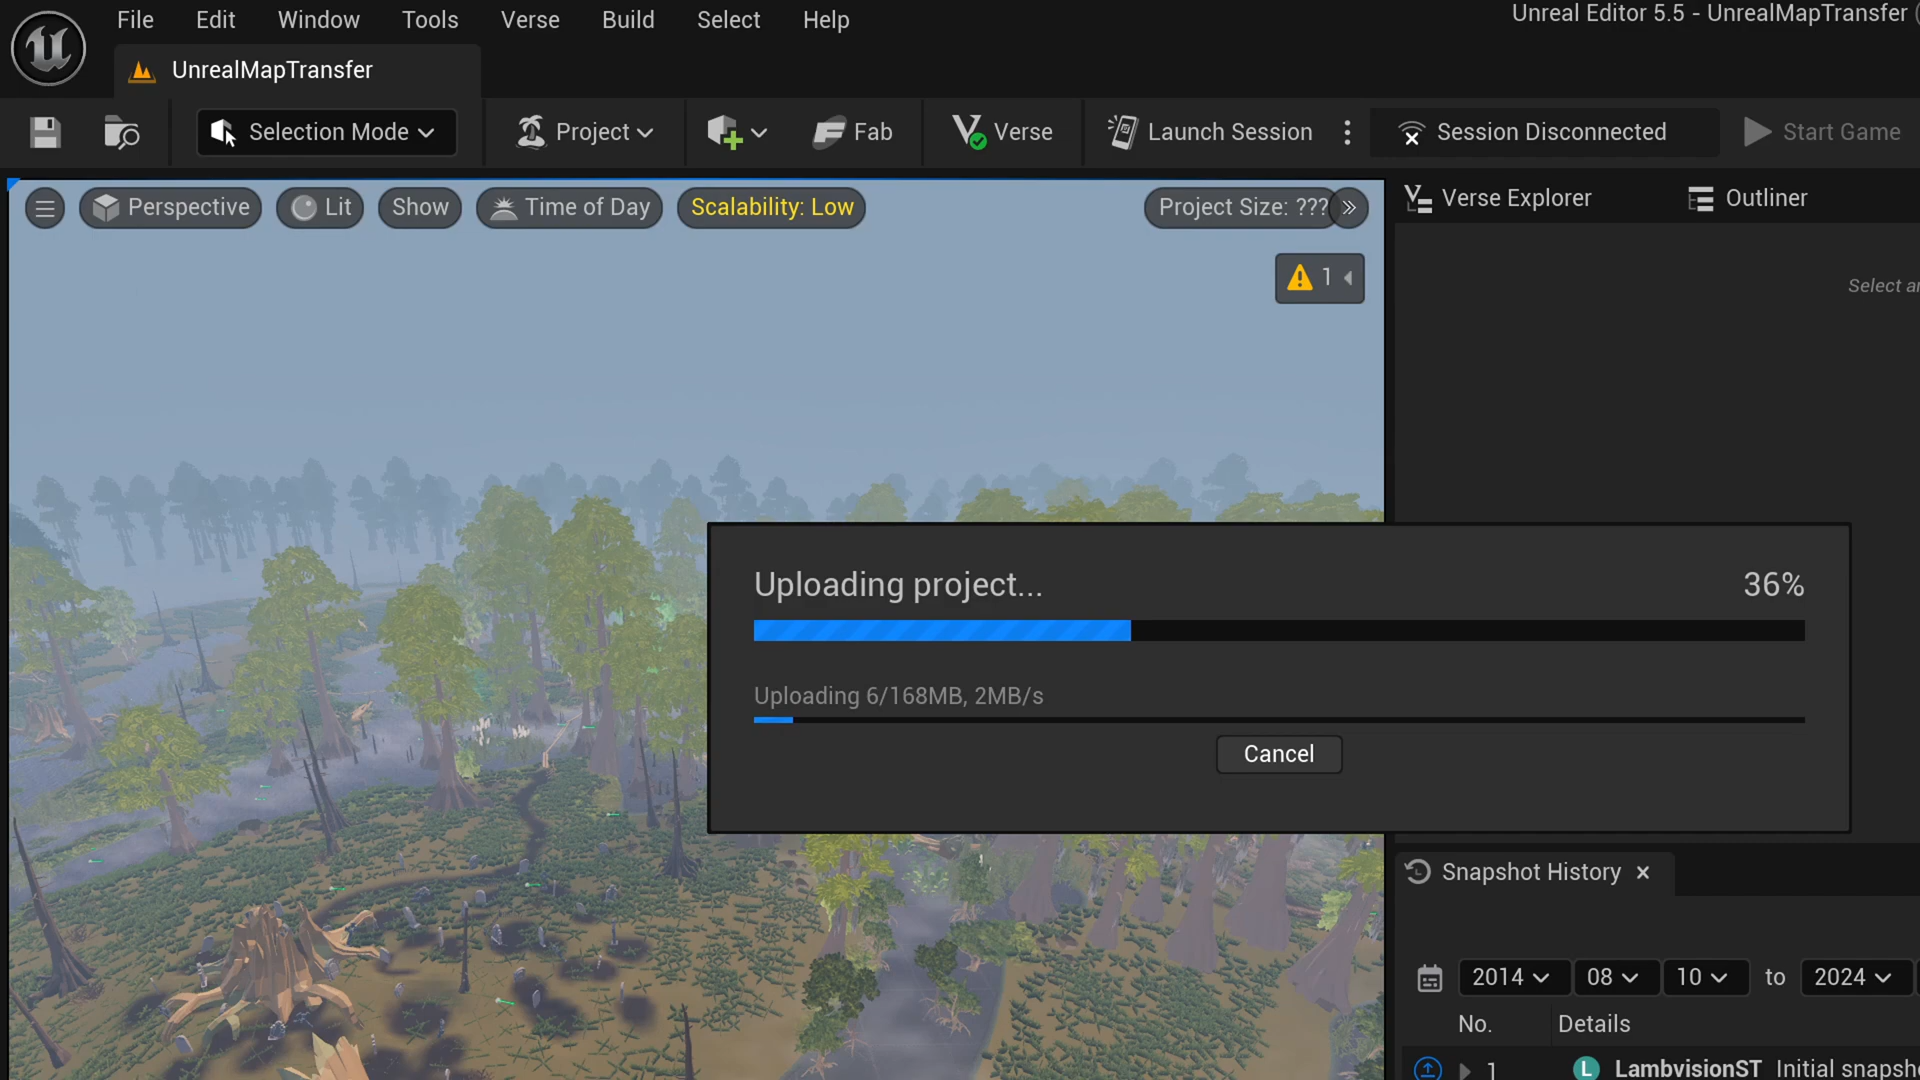 File Edit Window Tools Verse Build Select Help
Unreal Editor 5.5 - UnrealMapTransfer
UnrealMapTransfer
Selection Mode Project Fab Verse Launch Session Session Disconnected Start Game
Perspective Lit Show Time of Day Scalability: Low Project Size: ???
Verse Explorer Outliner
1
Select
Uploading project... 36%
Uploading 6/168MB, 2MB/s
Cancel
Snapshot History
2014 08 10 to 2024
No. Details
1 L LambvisionST Initial